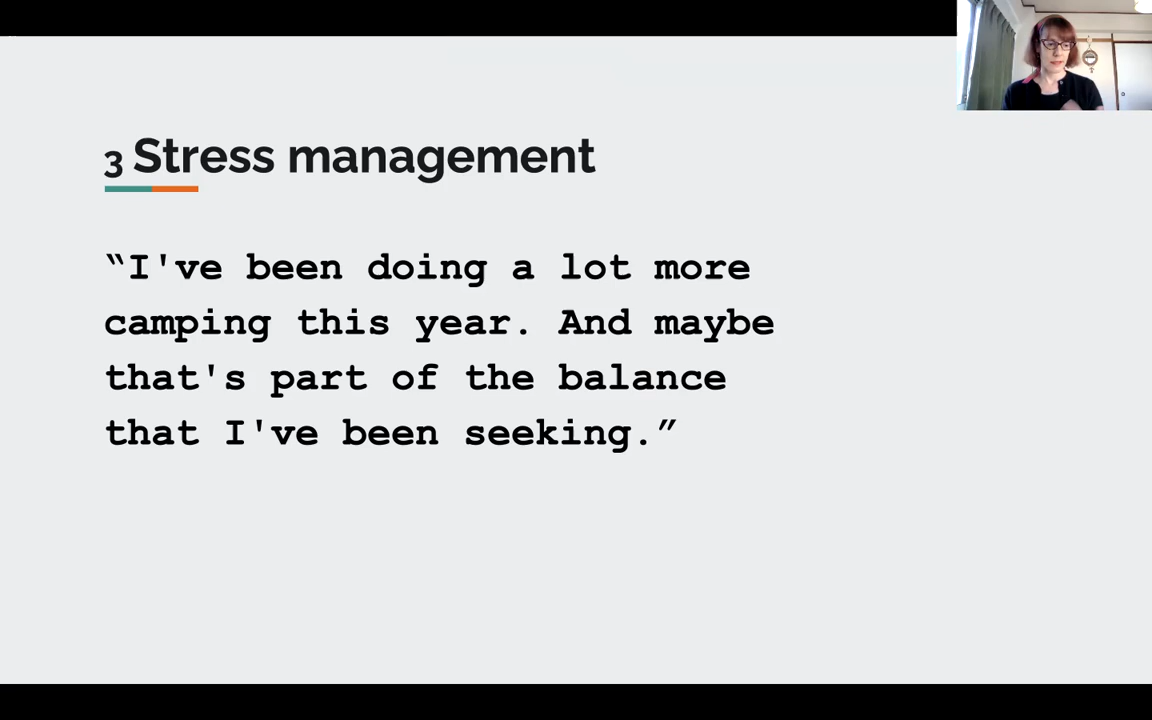 3 Stress management
“I've been doing a lot more
camping this year. And maybe
that's part of the balance
that I've been seeking.”